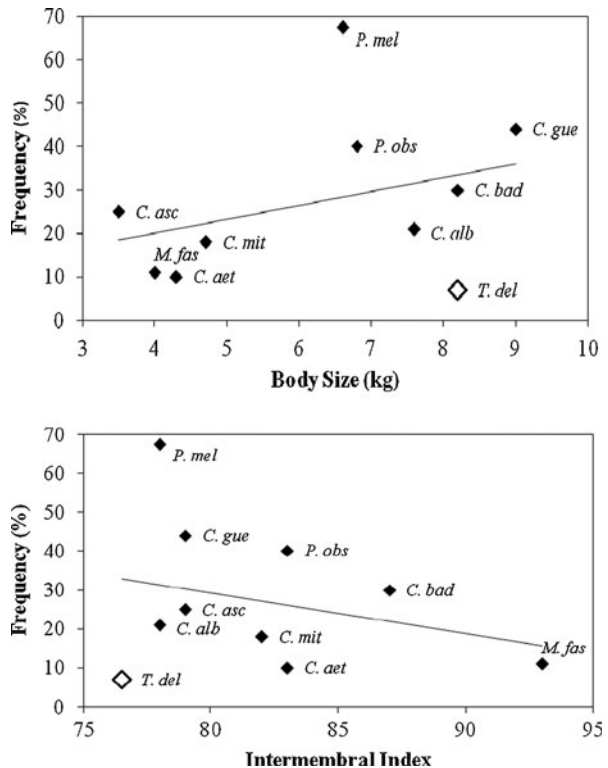 70
60
50
40
30
20
10
0
Frequency (%)
P. mel
C. gue
P. obs
C. bad
C. asc
C. alb
C. mit
M. fas
C. aet
T. del
3 4 5 6 7 8 9 10
Body Size (kg)
70
60
50
40
30
20
10
0
Frequency (%)
P. mel
C. gue
P. obs
C. bad
C. asc
C. alb
C. mit
M. fas
C. aet
T. del
75 80 85 90 95
Intermembral Index